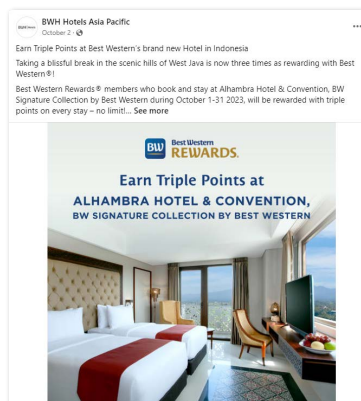 BWH Hotels Asia Pacific
October 2 ·
Earn Triple Points at Best Western's brand new Hotel in Indonesia
Taking a blissful break in the scenic hills of West Java is now three times as rewarding with Best
Western®!
Best Western Rewards® members who book and stay at Alhambra Hotel & Convention, BW
Signature Collection by Best Western during October 1-31 2023, will be rewarded with triple
points on every stay – no limit!... See more
BW Best Western
REWARDS.
Earn Triple Points at
ALHAMBRA HOTEL & CONVENTION,
BW SIGNATURE COLLECTION BY BEST WESTERN